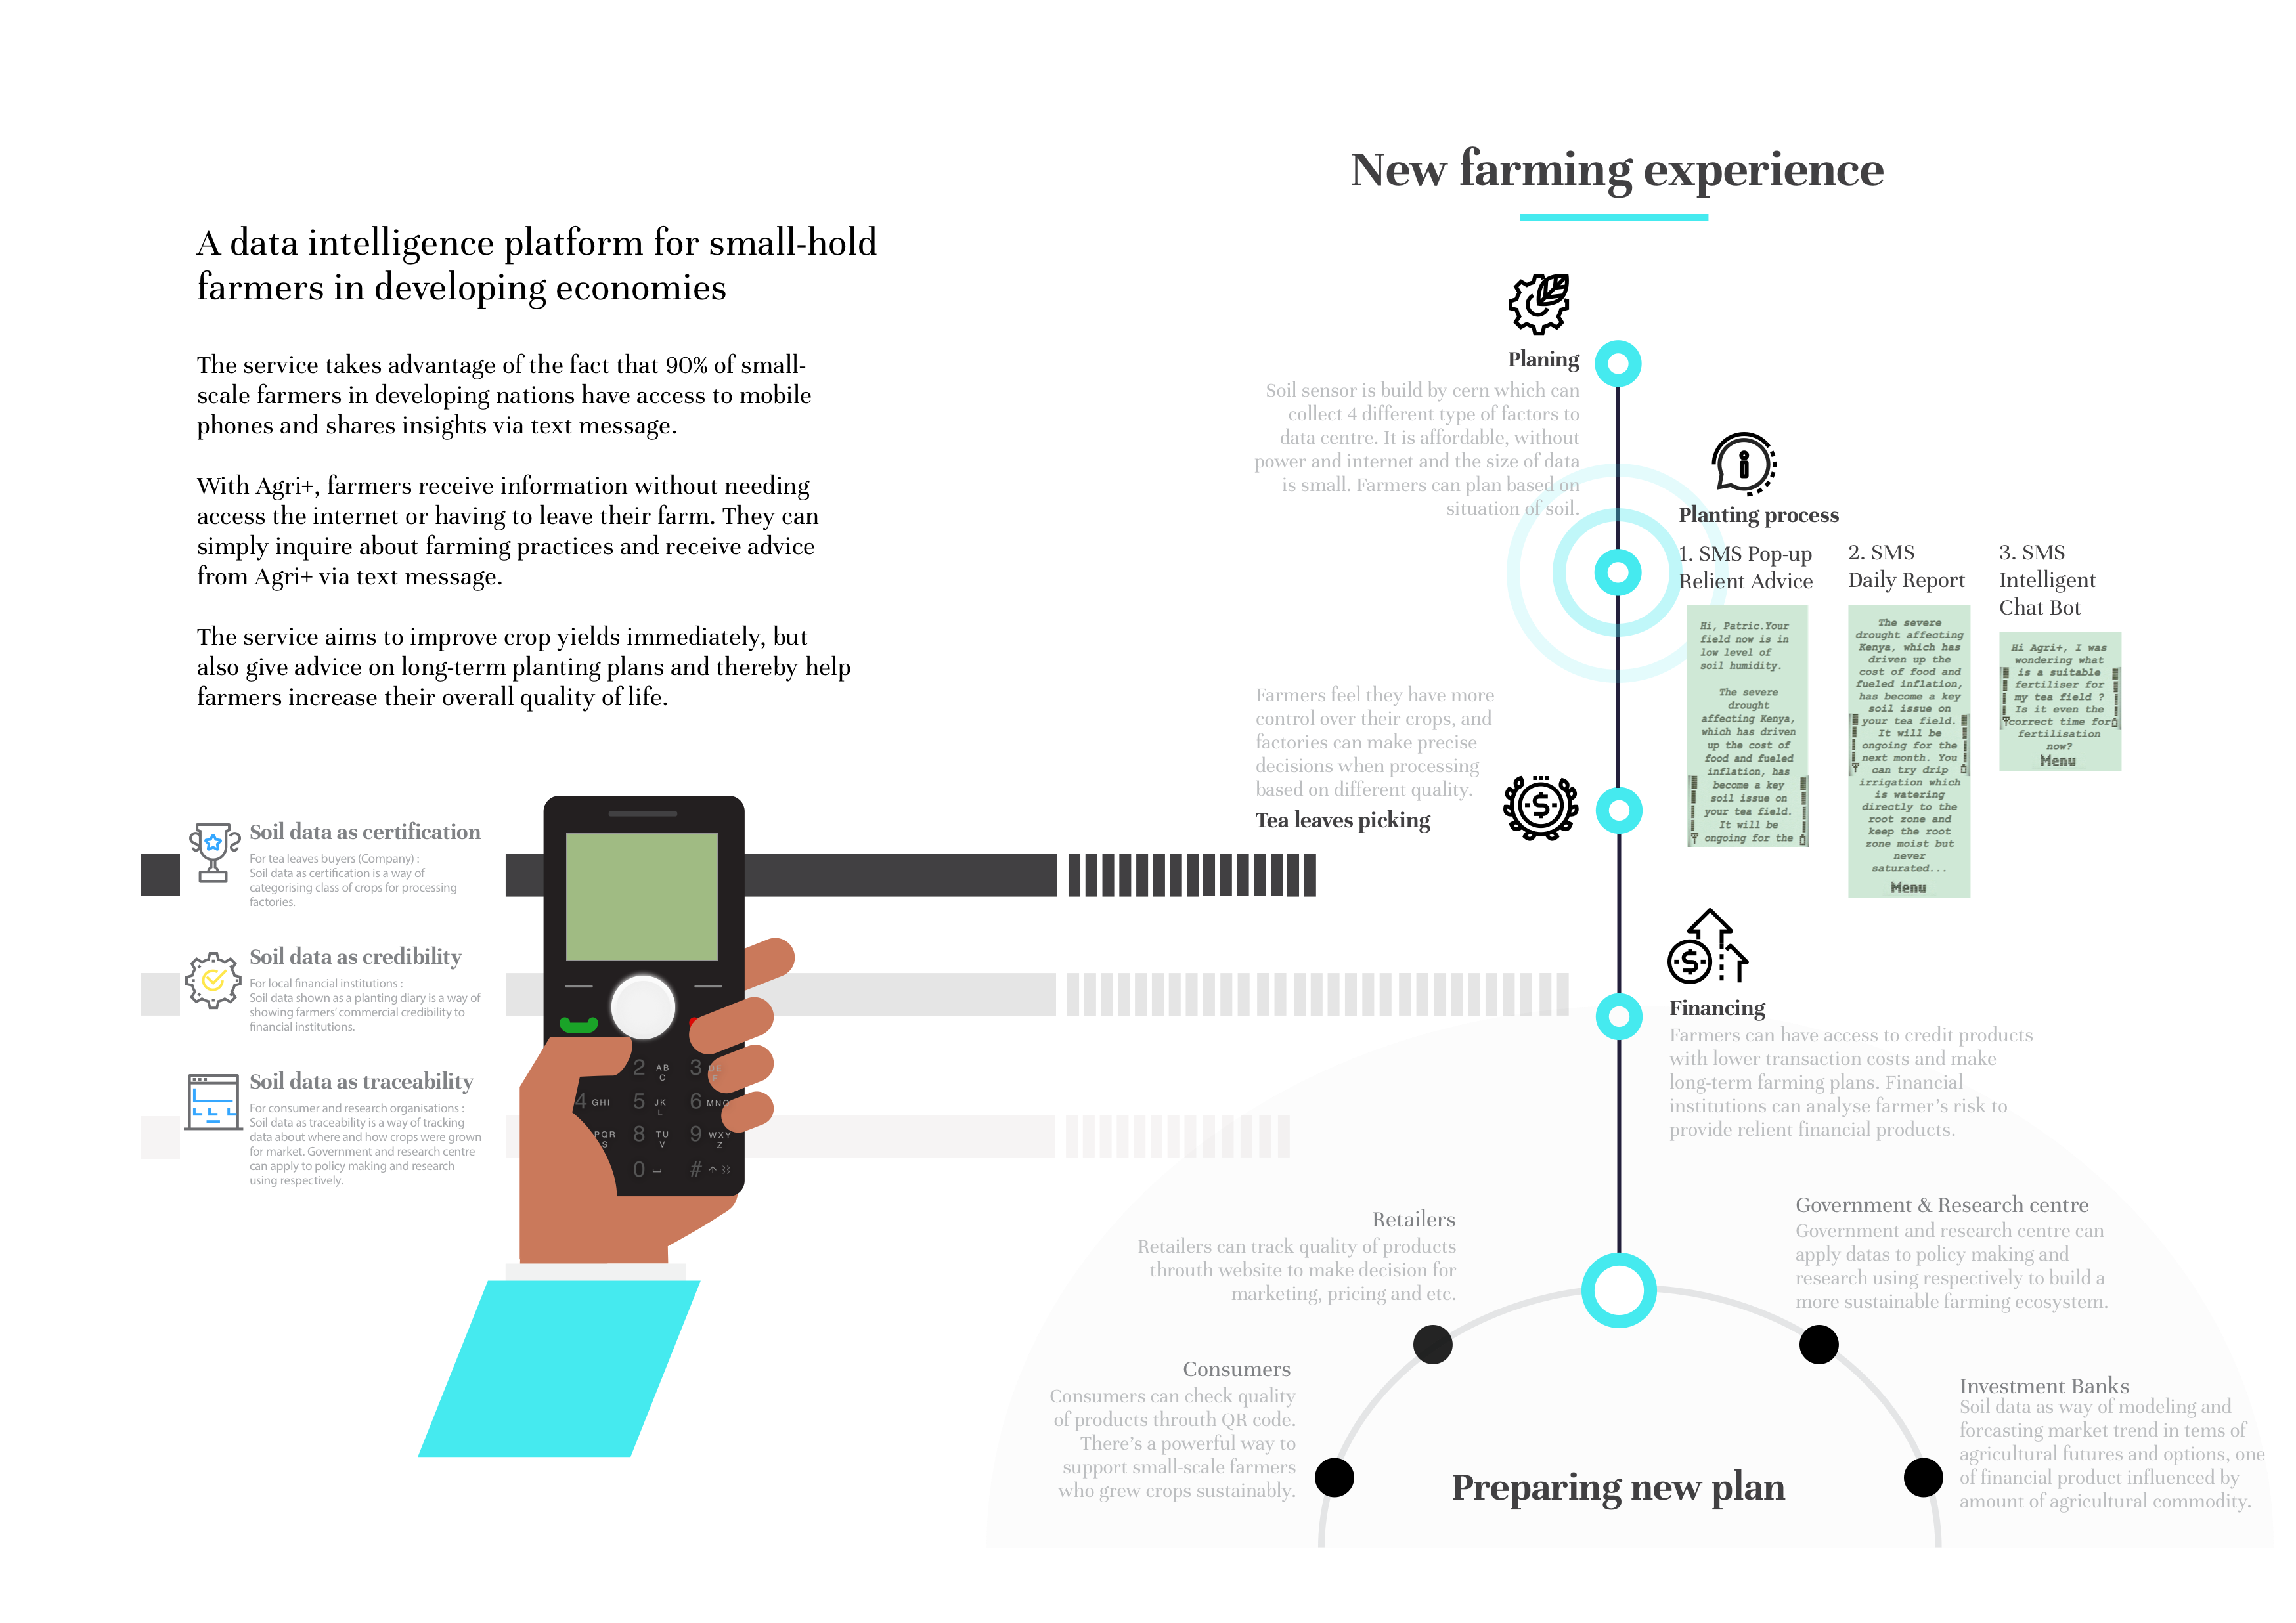 A data intelligence platform for small-hold
farmers in developing economies
The service takes advantage of the fact that 90% of small-
scale farmers in developing nations have access to mobile
phones and shares insights via text message.
With Agri+, farmers receive information without needing
access the internet or having to leave their farm. They can
simply inquire about farming practices and receive advice
from Agri+ via text message.
The service aims to improve crop yields immediately, but
also give advice on long-term planting plans and thereby help
farmers increase their overall quality of life.
Soil data as certification
For tea leaves buyers (Company) :
Soil data as certification is a way of
categorising class of crops for processing
factories.
Soil data as credibility
For local financial institutions :
Soil data shown as a planting diary is a way of
showing farmers' commercial credibility to
financial institutions.
Soil data as traceability
For consumer and research organisations :
Soil data as traceability is a way of tracking
data about where and how crops were grown
for market. Government and research centre
can apply to policy making and research
using respectively.
2 AB
C
3 DE
4 GHI
5 JK
L
6 MNO
PQR
S
8 TU
V
9 WXY
Z
0
#
New farming experience
Planing
Soil sensor is build by cern which can
collect 4 different type of factors to
data centre. It is affordable, without
power and internet and the size of data
is small. Farmers can plan based on
situation of soil.
Planting process
1. SMS Pop-up
Relient Advice
Hi, Patric.Your
field now is in
low level of
soil humidity.
The severe
drought
affecting Kenya,
which has driven
up the cost of
food and fueled
inflation, has
become a key
soil issue on
your tea field.
It will be
ongoing for the
2. SMS
Daily Report
The severe
drought affecting
Kenya, which has
driven up the
cost of food and
fueled inflation,
has become a key
soil issue on
your tea field.
It will be
ongoing for the
next month. You
can try drip
irrigation which
is watering
directly to the
root zone and
keep the root
zone moist but
never
saturated...
Menu
3. SMS
Intelligent
Chat Bot
Hi Agri+, I was
wondering what
is a suitable
fertiliser for
my tea field ?
Is it even the
correct time for
fertilisation
now?
Menu
Farmers feel they have more
control over their crops, and
factories can make precise
decisions when processing
based on different quality.
Tea leaves picking
Financing
Farmers can have access to credit products
with lower transaction costs and make
long-term farming plans. Financial
institutions can analyse farmer's risk to
provide relient financial products.
Retailers
Retailers can track quality of products
throuth website to make decision for
marketing, pricing and etc.
Government & Research centre
Government and research centre can
apply datas to policy making and
research using respectively to build a
more sustainable farming ecosystem.
Consumers
Consumers can check quality
of products throuth QR code.
There's a powerful way to
support small-scale farmers
who grew crops sustainably.
Investment Banks
Soil data as way of modeling and
forcasting market trend in tems of
agricultural futures and options, one
of financial product influenced by
amount of agricultural commodity.
Preparing new plan